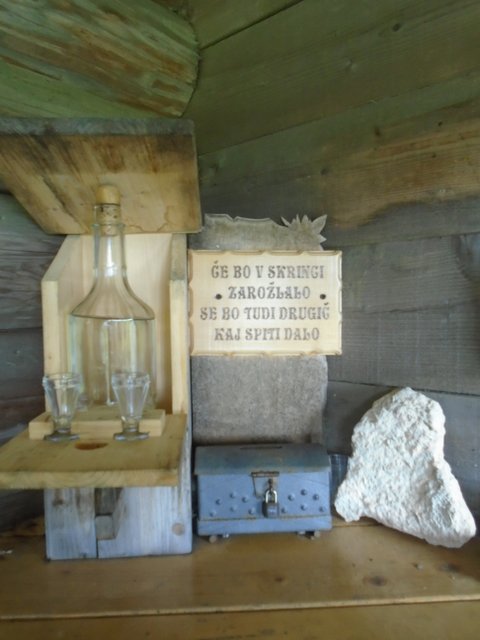 ČE BO V SKRINGI
ZAROŽLALO
SE BO TUDI DRUGIČ
KAJ SPITI DALO